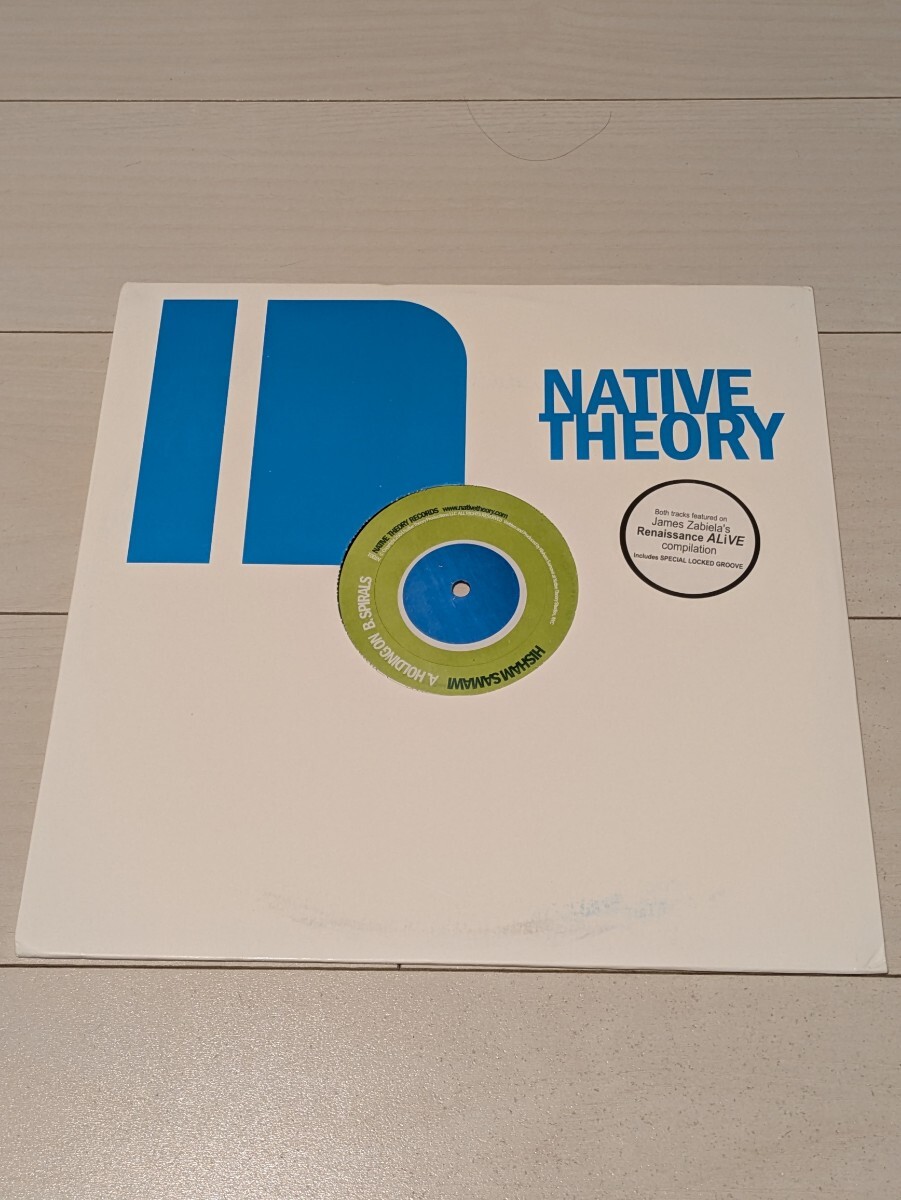 NATIVE
THEORY
Both tracks featured on
James Zabiela's
Renaissance ALiVE
compilation
Includes SPECIAL LOCKED GROOVE
NATIVE THEORY RECORDS www.nativetheory.com
HISHAM SAMAWI
A. HOLDING ON B. SPIRALS